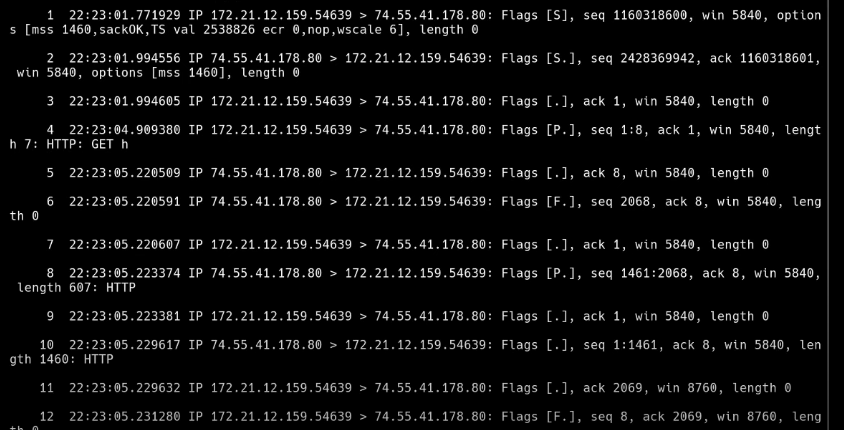 1  22:23:01.771929 IP 172.21.12.159.54639 > 74.55.41.178.80: Flags [S], seq 1160318600, win 5840, option
s [mss 1460,sackOK,TS val 2538826 ecr 0,nop,wscale 6], length 0
2  22:23:01.994556 IP 74.55.41.178.80 > 172.21.12.159.54639: Flags [S.], seq 2428369942, ack 1160318601,
win 5840, options [mss 1460], length 0
3  22:23:01.994605 IP 172.21.12.159.54639 > 74.55.41.178.80: Flags [.], ack 1, win 5840, length 0
4  22:23:04.909380 IP 172.21.12.159.54639 > 74.55.41.178.80: Flags [P.], seq 1:8, ack 1, win 5840, lengt
h 7: HTTP: GET h
5  22:23:05.220509 IP 74.55.41.178.80 > 172.21.12.159.54639: Flags [.], ack 8, win 5840, length 0
6  22:23:05.220591 IP 74.55.41.178.80 > 172.21.12.159.54639: Flags [F.], seq 2068, ack 8, win 5840, leng
th 0
7  22:23:05.220607 IP 172.21.12.159.54639 > 74.55.41.178.80: Flags [.], ack 1, win 5840, length 0
8  22:23:05.223374 IP 74.55.41.178.80 > 172.21.12.159.54639: Flags [P.], seq 1461:2068, ack 8, win 5840,
length 607: HTTP
9  22:23:05.223381 IP 172.21.12.159.54639 > 74.55.41.178.80: Flags [.], ack 1, win 5840, length 0
10  22:23:05.229617 IP 74.55.41.178.80 > 172.21.12.159.54639: Flags [.], seq 1:1461, ack 8, win 5840, len
gth 1460: HTTP
11  22:23:05.229632 IP 172.21.12.159.54639 > 74.55.41.178.80: Flags [.], ack 2069, win 8760, length 0
12  22:23:05.231280 IP 172.21.12.159.54639 > 74.55.41.178.80: Flags [F.], seq 8, ack 2069, win 8760, leng
th 0